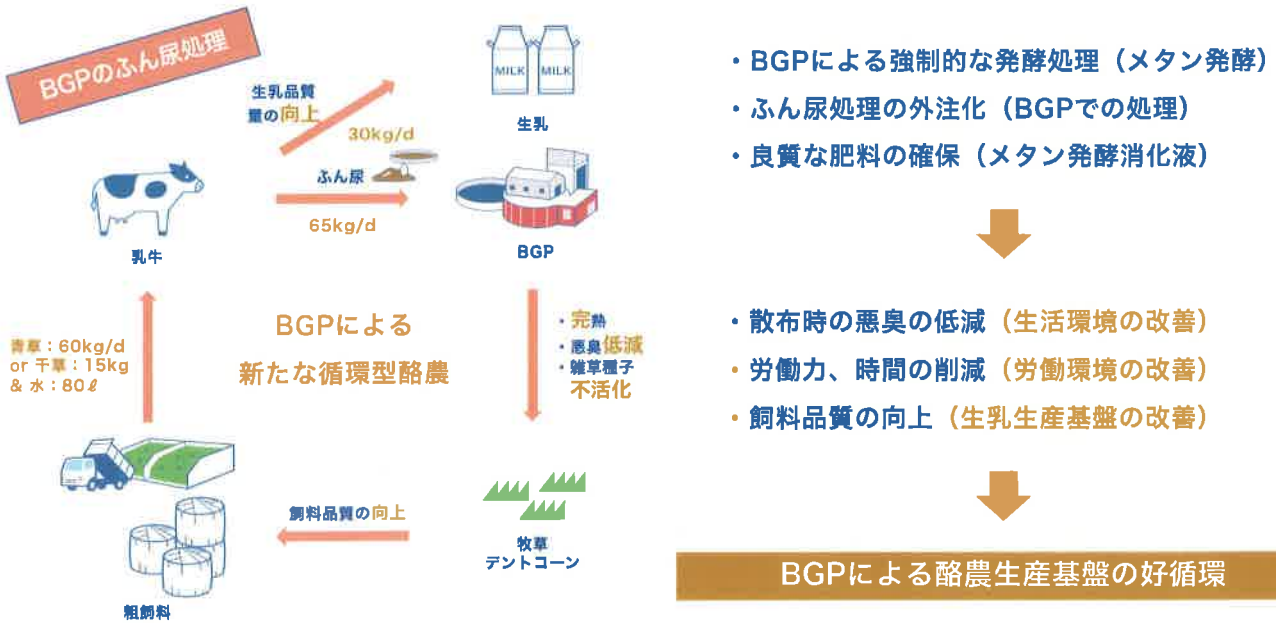 BGPのふん尿処理
MILK
MILK
生乳
生乳品質
量の向上
30kg/d
ふん尿
65kg/d
乳牛
BGP
青草：60kg/d
or 干草：15kg
& 水：80ℓ
BGPによる
新たな循環型酪農
・完熟
・悪臭低減
・雑草種子
不活化
飼料品質の向上
牧草
デントコーン
粗飼料
・BGPによる強制的な発酵処理（メタン発酵）
・ふん尿処理の外注化（BGPでの処理）
・良質な肥料の確保（メタン発酵消化液）
・散布時の悪臭の低減（生活環境の改善）
・労働力、時間の削減（労働環境の改善）
・飼料品質の向上（生乳生産基盤の改善）
BGPによる酪農生産基盤の好循環